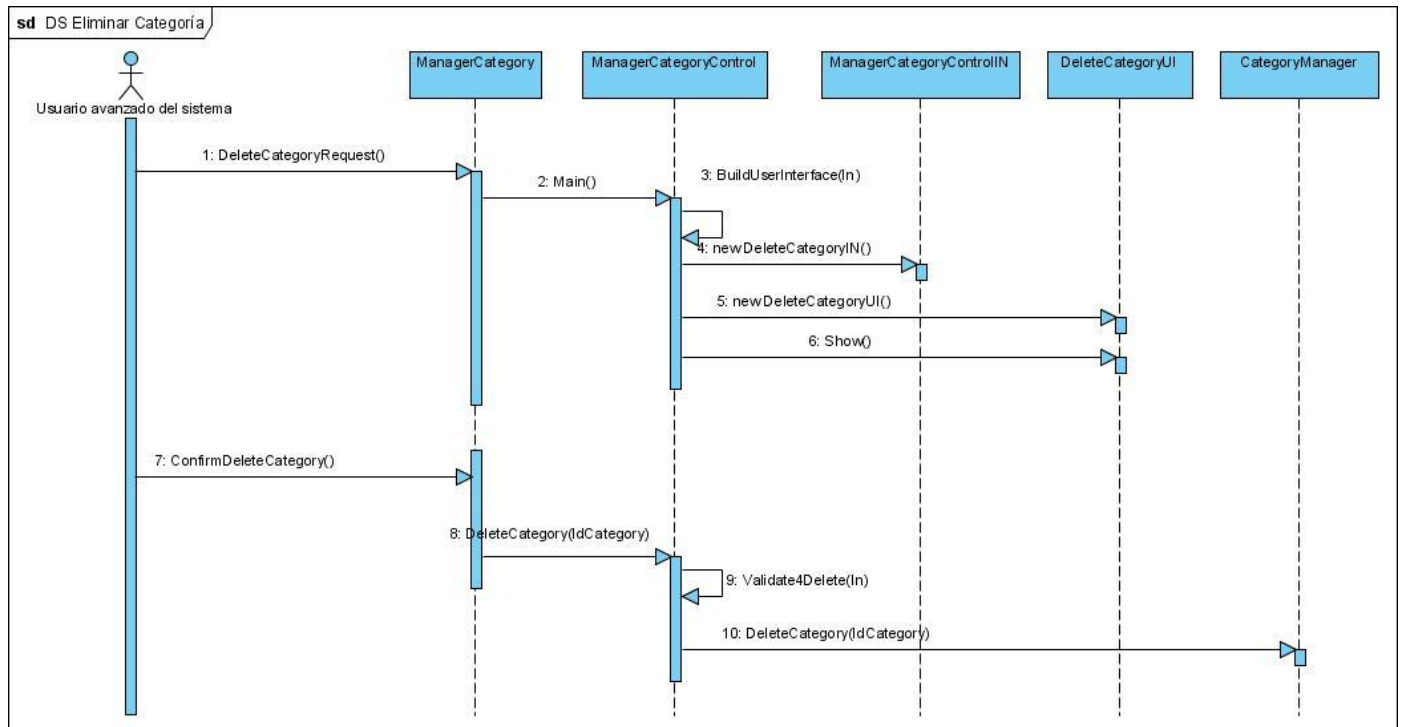 sd DS Eliminar Categoría
Usuario avanzado del sistema
ManagerCategory
ManagerCategoryControl
ManagerCategoryControlIN
DeleteCategoryUI
CategoryManager
1: DeleteCategoryRequest()
2: Main()
3: BuildUserInterface(In)
4: newDeleteCategoryIN()
5: newDeleteCategoryUI()
6: Show()
7: ConfirmDeleteCategory()
8: DeleteCategory(IdCategory)
9: Validate4Delete(In)
10: DeleteCategory(IdCategory)